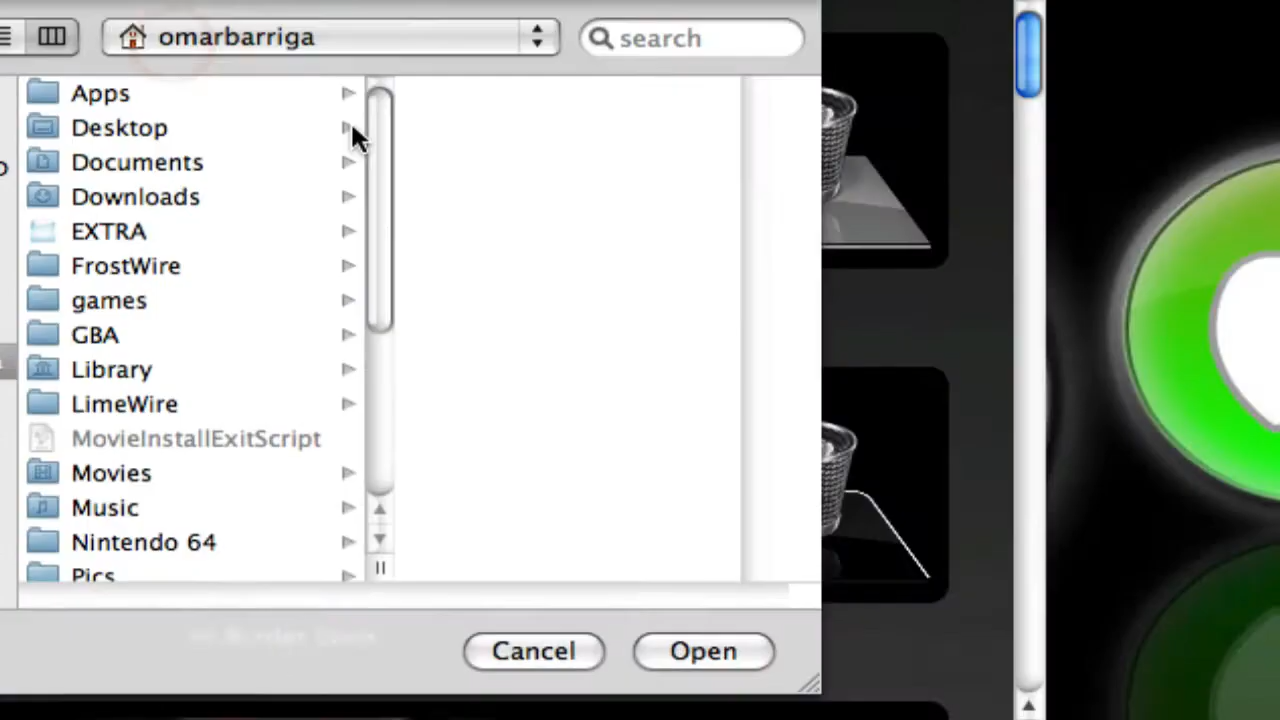 omarbarriga
search
Apps
Desktop
Documents
Downloads
EXTRA
FrostWire
games
GBA
Library
LimeWire
MovieInstallExitScript
Movies
Music
Nintendo 64
Pics
Cancel
Open